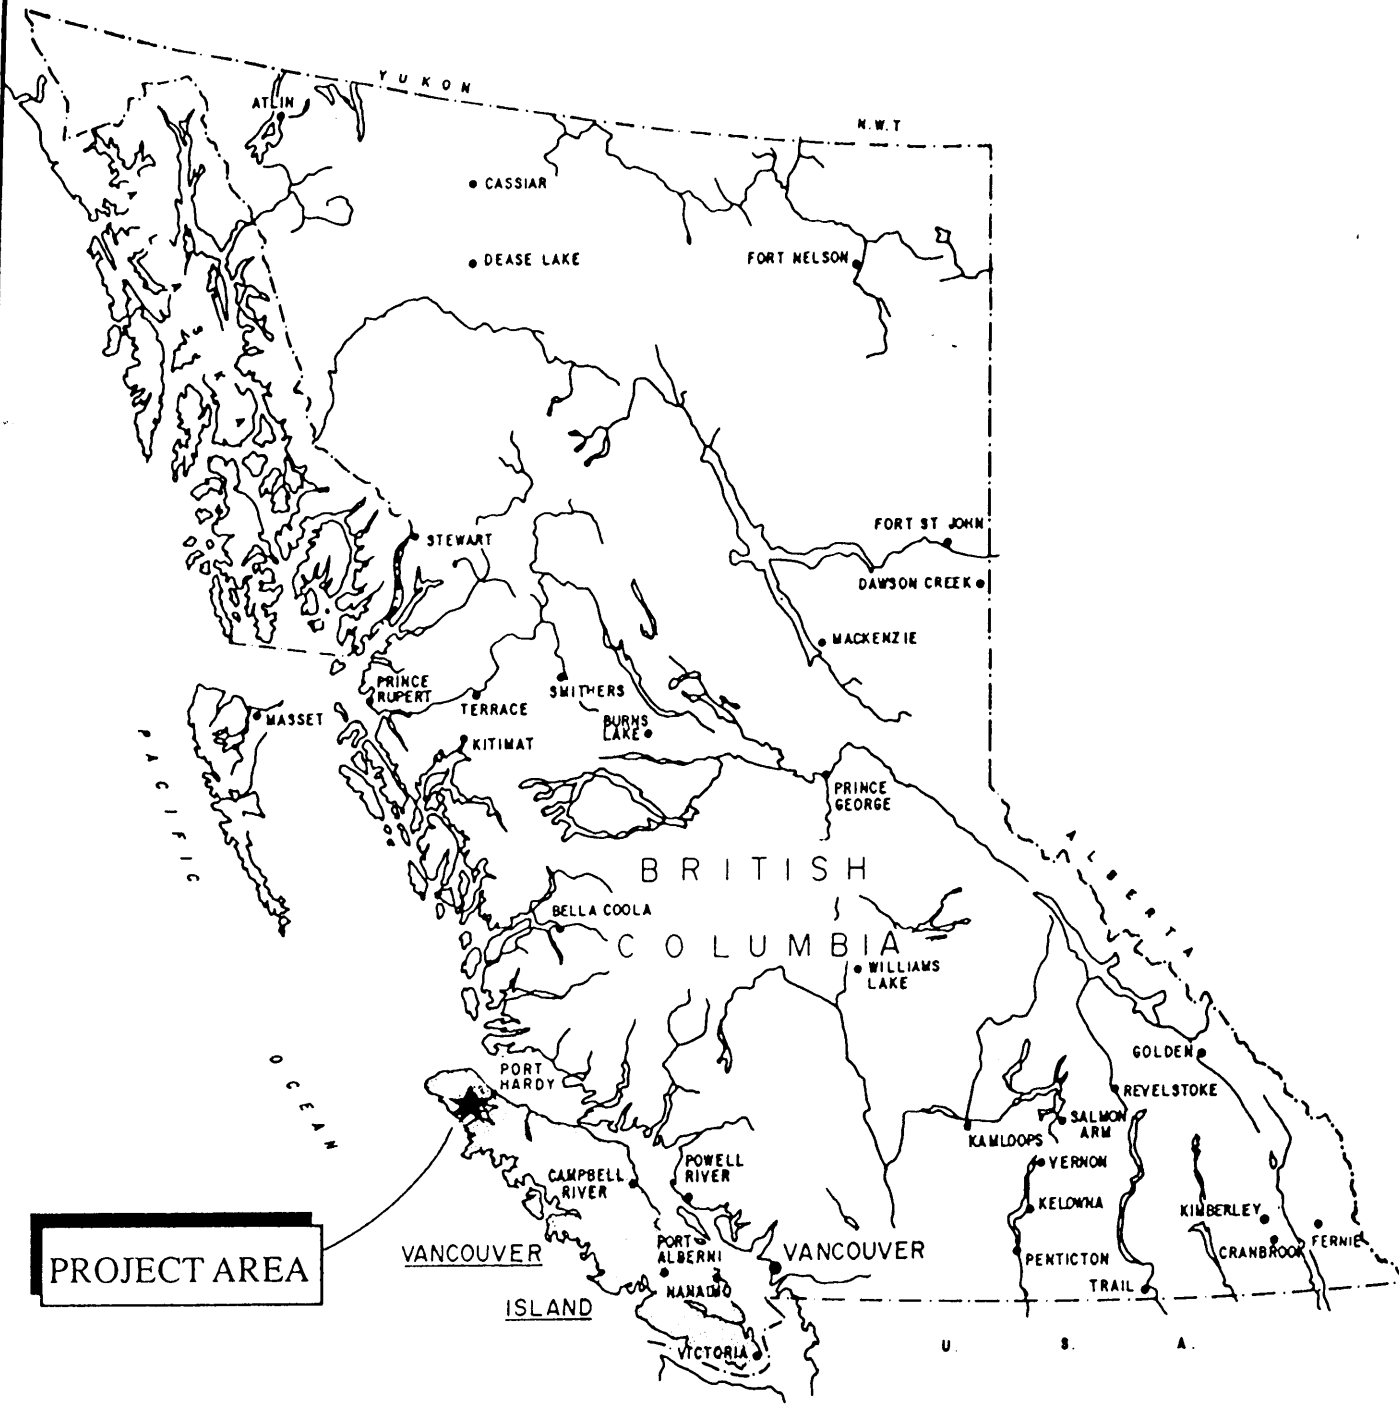 YUKON
ATLIN
N.W.T
CASSIAR
DEASE LAKE
FORT NELSON
ALASKA
FORT ST JOHN
STEWART
DAWSON CREEK
MACKENZIE
PRINCE
RUPERT
SMITHERS
TERRACE
MASSET
BURNS
LAKE
KITIMAT
PACIFIC
PRINCE
GEORGE
ALBERTA
BRITISH
BELLA COOLA
COLUMBIA
WILLIAMS
LAKE
OCEAN
GOLDEN
PORT
HARDY
REVELSTOKE
SALMON
ARM
KAMLOOPS
VERNON
POWELL
RIVER
CAMPBELL
RIVER
KELOWNA
KIMBERLEY
PROJECT AREA
VANCOUVER
PORT
ALBERNI
VANCOUVER
PENTICTON
CRANBROOK
FERNIE
NANAIMO
TRAIL
ISLAND
VICTORIA
U. S. A.